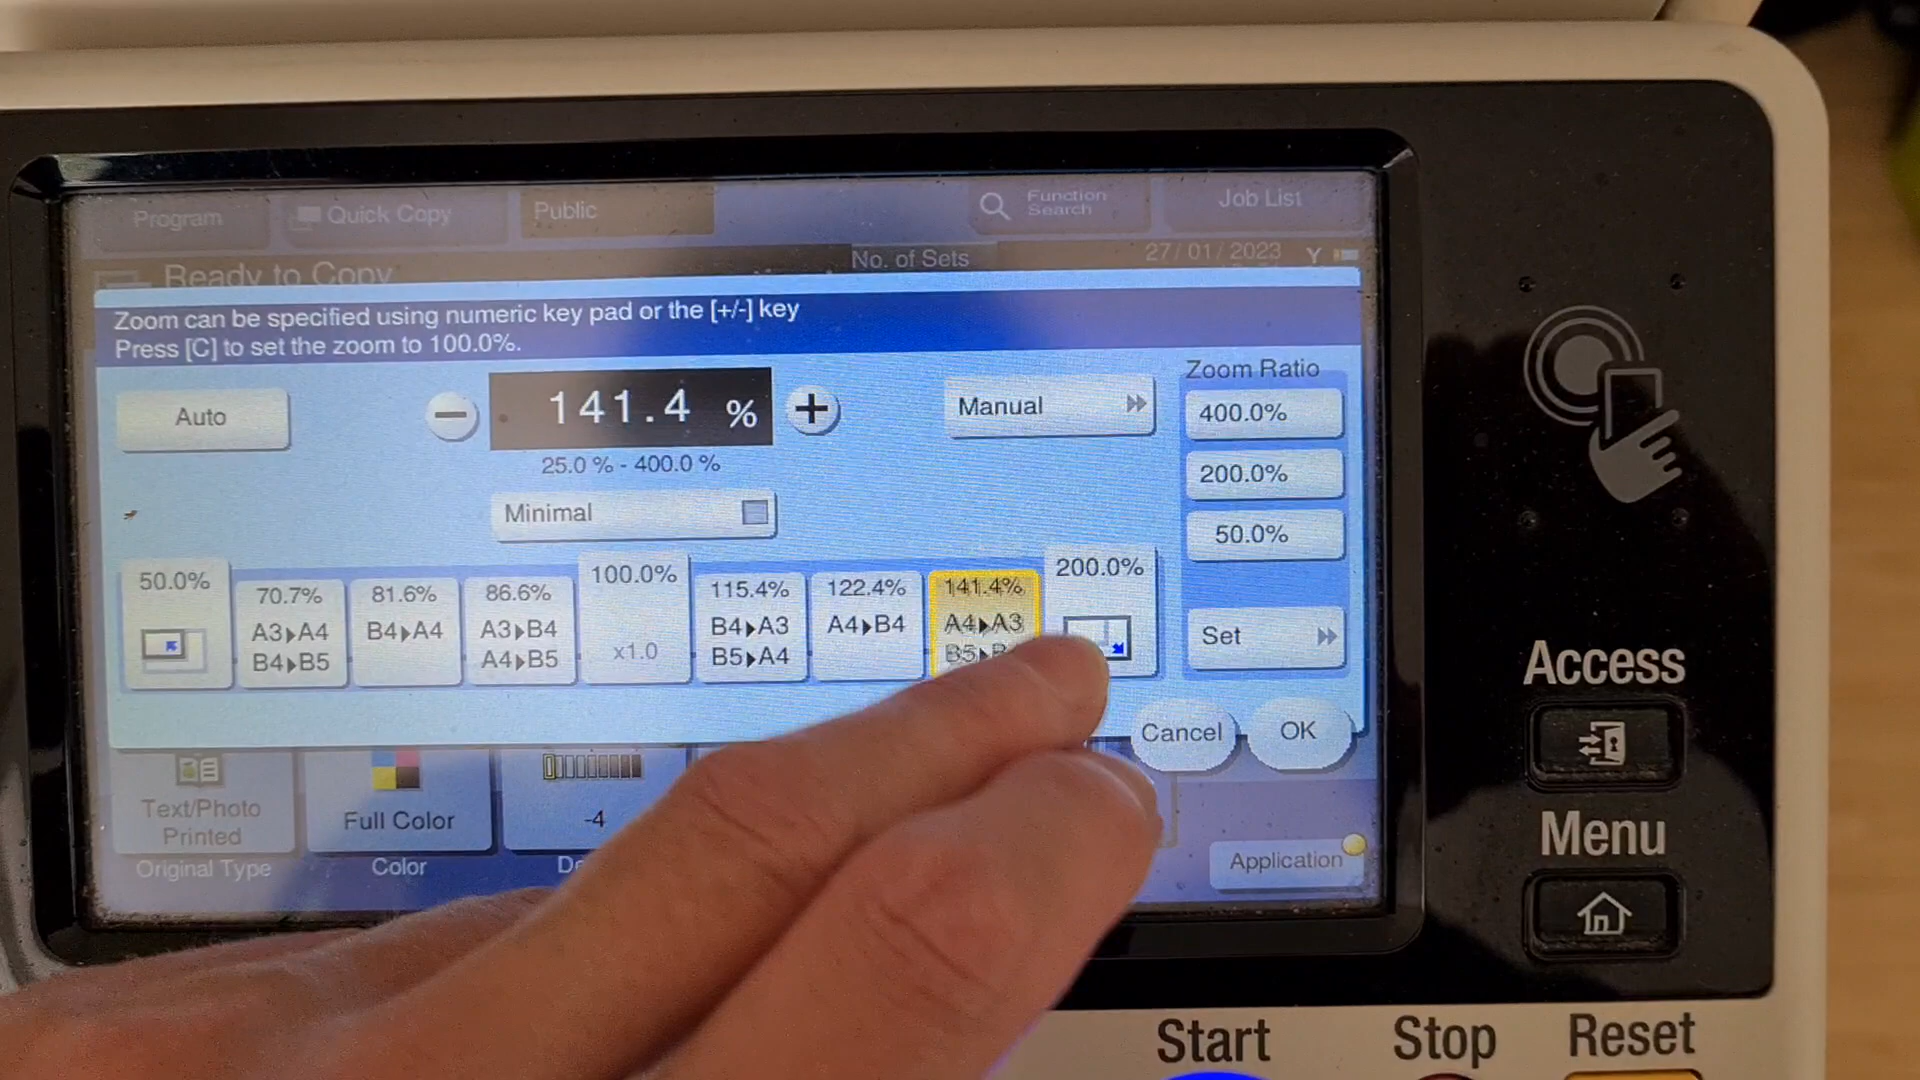 Program
Quick Copy
Public
Function
Search
Job List
Ready to Copy
No. of Sets
27/01/2023
Y
Zoom can be specified using numeric key pad or the [+/-] key
Press [C] to set the zoom to 100.0%.
Auto
−
141.4 %
+
Manual
25.0 % - 400.0 %
Minimal
Zoom Ratio
400.0%
200.0%
50.0%
Set
50.0%
70.7%
A3▸A4
B4▸B5
81.6%
B4▸A4
86.6%
A3▸B4
A4▸B5
100.0%
x1.0
115.4%
B4▸A3
B5▸A4
122.4%
A4▸B4
141.4%
A4▸A3
B5▸B
200.0%
Cancel
OK
Text/Photo
Printed
Original Type
Full Color
Color
-4
De
Application
Access
Menu
Start
Stop
Reset